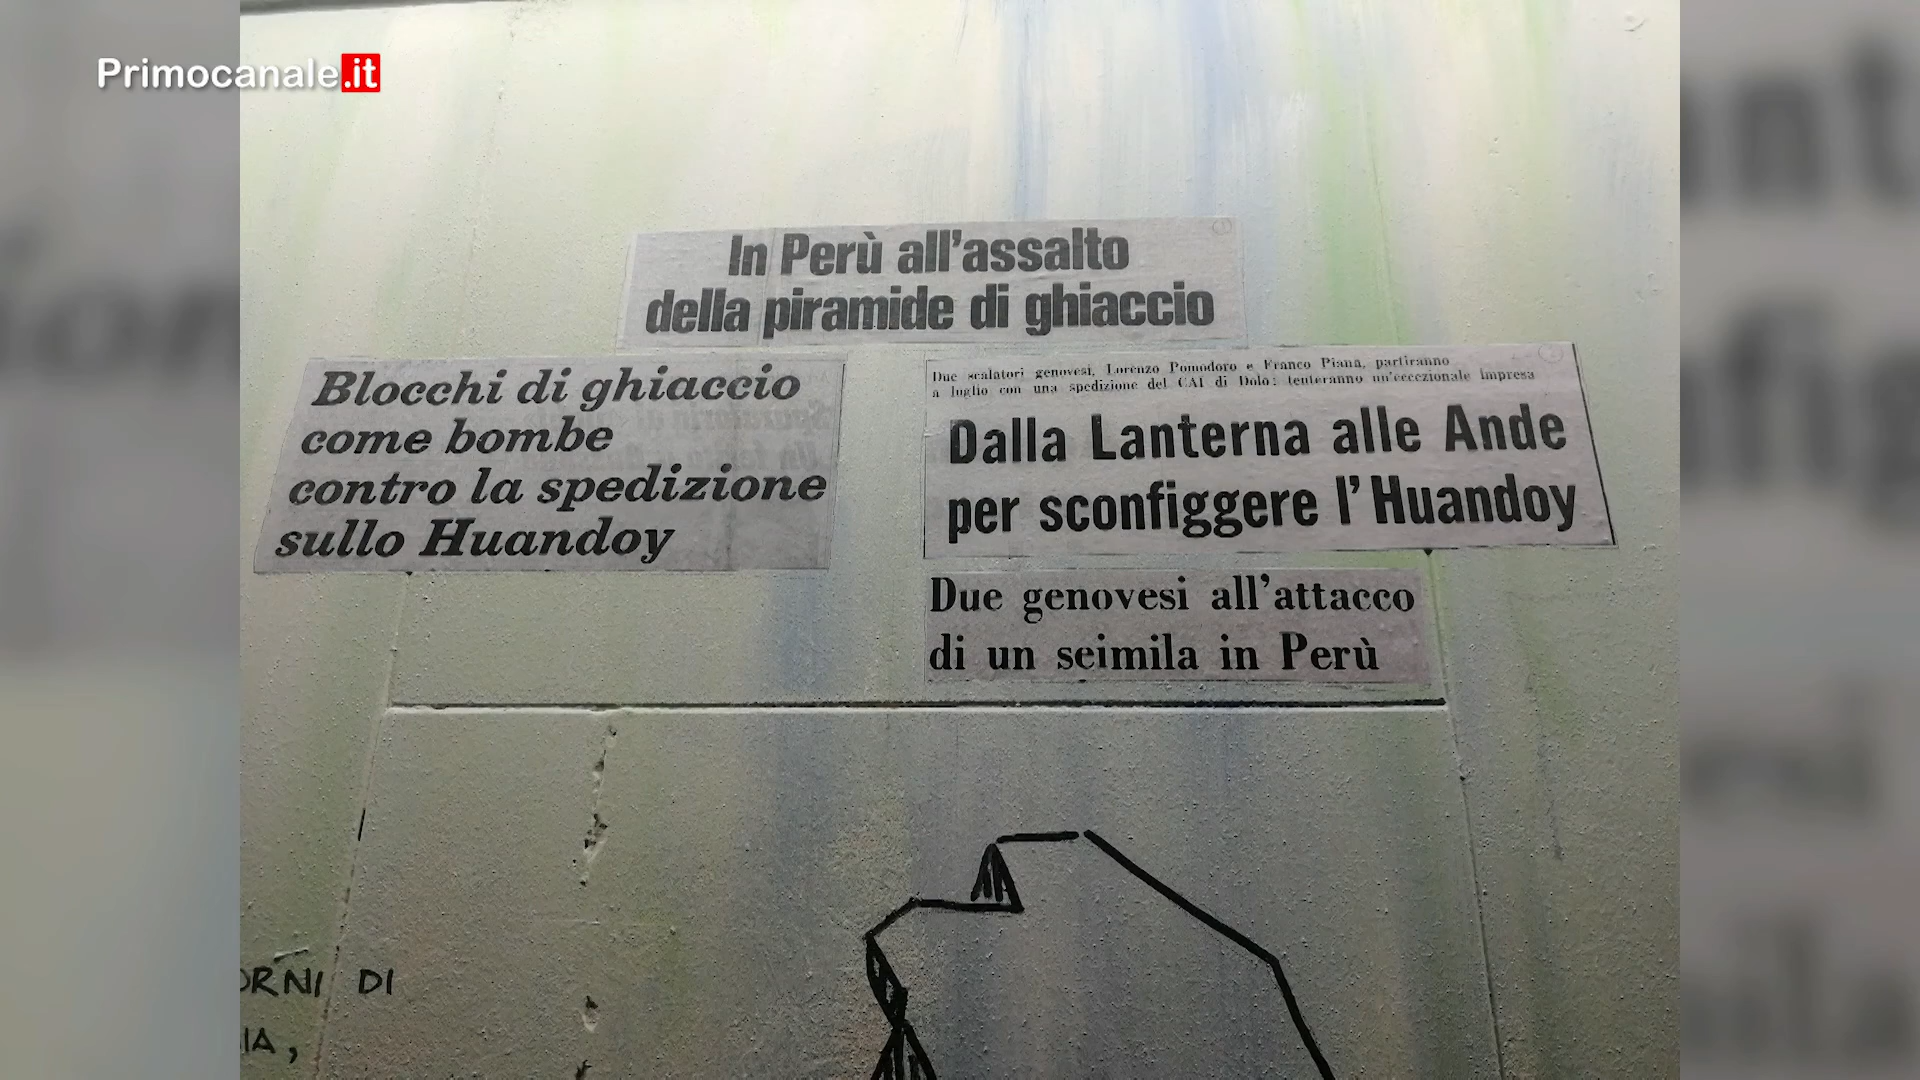 Primocanale.it
In Perù all'assalto
della piramide di ghiaccio
Blocchi di ghiaccio
come bombe
contro la spedizione
sullo Huandoy
Due scalatori genovesi, Lorenzo Pomodoro e Franco Piana, partiranno
a luglio con una spedizione del CAI di Dolo: tenteranno un'eccezionale impresa
Dalla Lanterna alle Ande
per sconfiggere l'Huandoy
Due genovesi all'attacco
di un seimila in Perù
ORNI DI
IA,